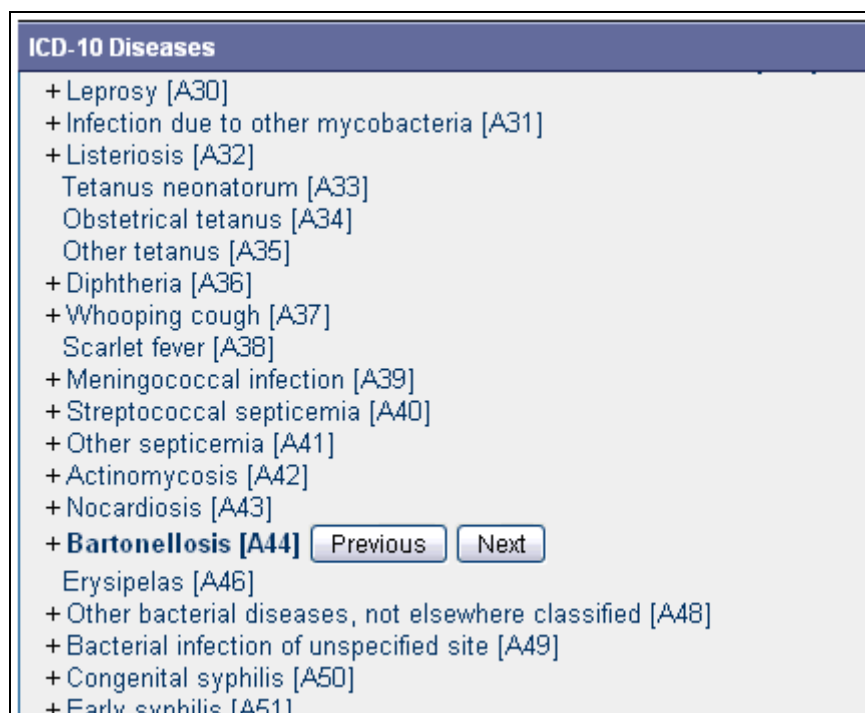 ICD-10 Diseases
+ Leprosy [A30]
+ Infection due to other mycobacteria [A31]
+ Listeriosis [A32]
Tetanus neonatorum [A33]
Obstetrical tetanus [A34]
Other tetanus [A35]
+ Diphtheria [A36]
+ Whooping cough [A37]
Scarlet fever [A38]
+ Meningococcal infection [A39]
+ Streptococcal septicemia [A40]
+ Other septicemia [A41]
+ Actinomycosis [A42]
+ Nocardiosis [A43]
+ Bartonellosis [A44] Previous Next
Erysipelas [A46]
+ Other bacterial diseases, not elsewhere classified [A48]
+ Bacterial infection of unspecified site [A49]
+ Congenital syphilis [A50]
+ Early syphilis [A51]